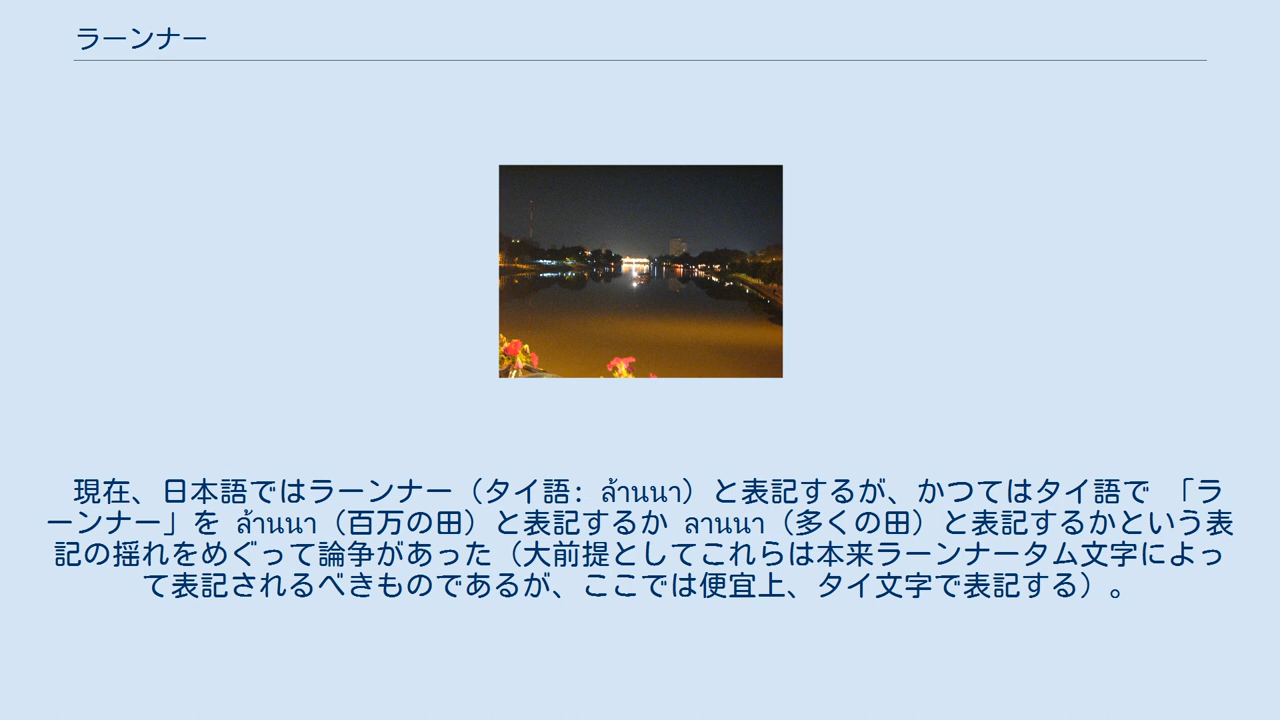 ラーンナー
現在、日本語ではラーンナー（タイ語: ล้านนา）と表記するが、かつてはタイ語で 「ラ
ーンナー」を ล้านนา（百万の田）と表記するか ลานนา（多くの田）と表記するかという表
記の揺れをめぐって論争があった（大前提としてこれらは本来ラーンナータム文字によっ
て表記されるべきものであるが、ここでは便宜上、タイ文字で表記する）。